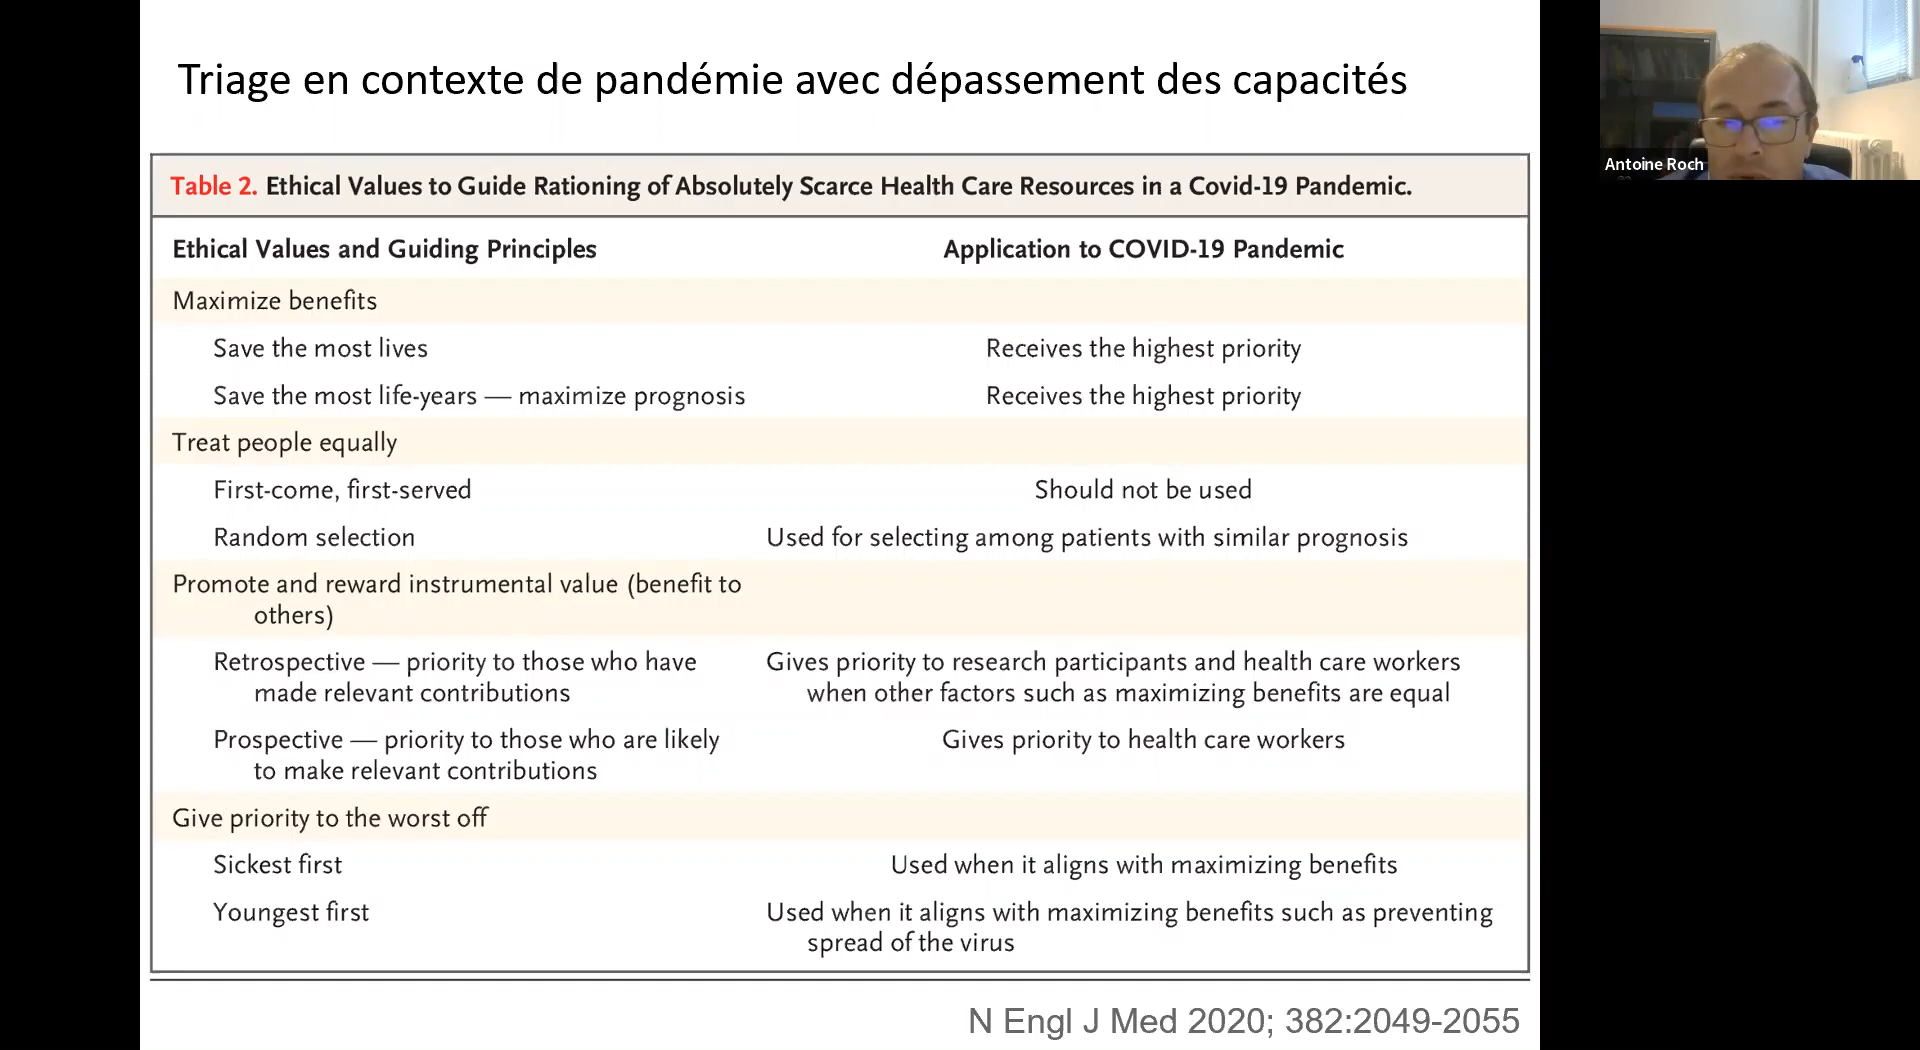 Triage en contexte de pandémie avec dépassement des capacités
Antoine Roch
Table 2. Ethical Values to Guide Rationing of Absolutely Scarce Health Care Resources in a Covid-19 Pandemic.
Ethical Values and Guiding Principles
Application to COVID-19 Pandemic
Maximize benefits
Save the most lives
Receives the highest priority
Save the most life-years — maximize prognosis
Receives the highest priority
Treat people equally
First-come, first-served
Should not be used
Random selection
Used for selecting among patients with similar prognosis
Promote and reward instrumental value (benefit to
others)
Retrospective — priority to those who have
made relevant contributions
Gives priority to research participants and health care workers
when other factors such as maximizing benefits are equal
Prospective — priority to those who are likely
to make relevant contributions
Gives priority to health care workers
Give priority to the worst off
Sickest first
Used when it aligns with maximizing benefits
Youngest first
Used when it aligns with maximizing benefits such as preventing
spread of the virus
N Engl J Med 2020; 382:2049-2055